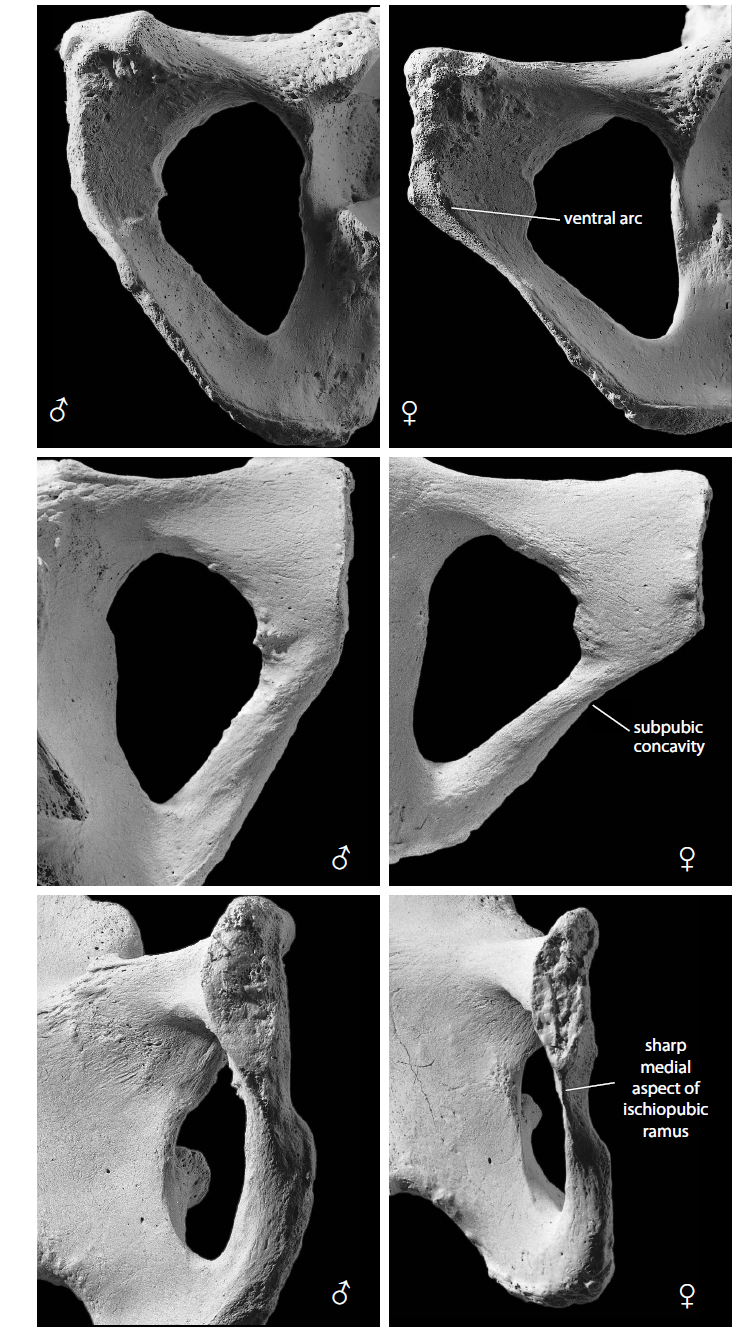 ventral arc
♂
♀
subpubic
concavity
♂
♀
sharp
medial
aspect of
ischiopubic
ramus
♂
♀